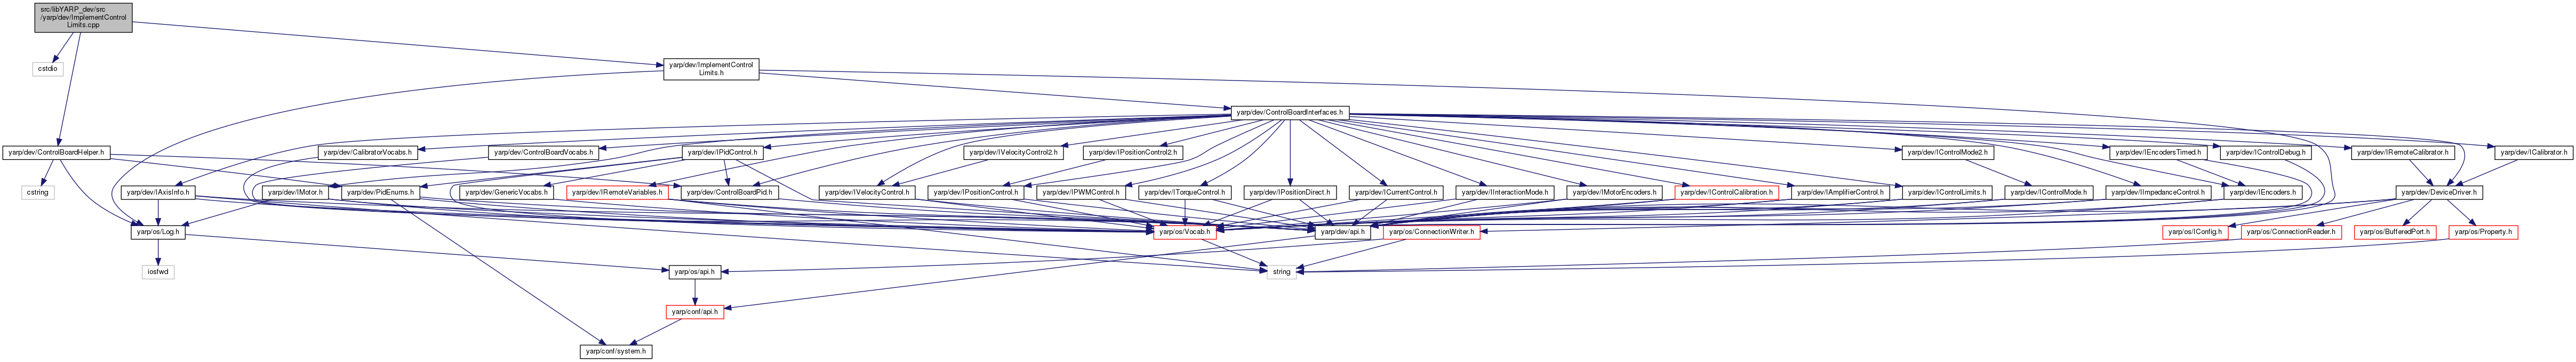 src/libYARP_dev/src
/yarp/dev/ImplementControl
Limits.cpp
cstdio
yarp/dev/ImplementControl
Limits.h
yarp/dev/ControlBoardInterfaces.h
yarp/dev/ControlBoardHelper.h
yarp/dev/CalibratorVocabs.h
yarp/dev/ControlBoardVocabs.h
yarp/dev/IPidControl.h
yarp/dev/IVelocityControl2.h
yarp/dev/IPositionControl2.h
yarp/dev/IControlMode2.h
yarp/dev/IEncodersTimed.h
yarp/dev/IControlDebug.h
yarp/dev/IRemoteCalibrator.h
yarp/dev/ICalibrator.h
cstring
yarp/dev/IAxisInfo.h
yarp/dev/IMotor.h
yarp/dev/PidEnums.h
yarp/dev/GenericVocabs.h
yarp/dev/IRemoteVariables.h
yarp/dev/ControlBoardPid.h
yarp/dev/IVelocityControl.h
yarp/dev/IPositionControl.h
yarp/dev/IPWMControl.h
yarp/dev/ITorqueControl.h
yarp/dev/IPositionDirect.h
yarp/dev/ICurrentControl.h
yarp/dev/IInteractionMode.h
yarp/dev/IMotorEncoders.h
yarp/dev/IControlCalibration.h
yarp/dev/IAmplifierControl.h
yarp/dev/IControlLimits.h
yarp/dev/IControlMode.h
yarp/dev/IImpedanceControl.h
yarp/dev/IEncoders.h
yarp/dev/DeviceDriver.h
yarp/os/Log.h
yarp/os/Vocab.h
yarp/dev/api.h
yarp/os/ConnectionWriter.h
yarp/os/IConfig.h
yarp/os/ConnectionReader.h
yarp/os/BufferedPort.h
yarp/os/Property.h
iosfwd
yarp/os/api.h
string
yarp/conf/api.h
yarp/conf/system.h